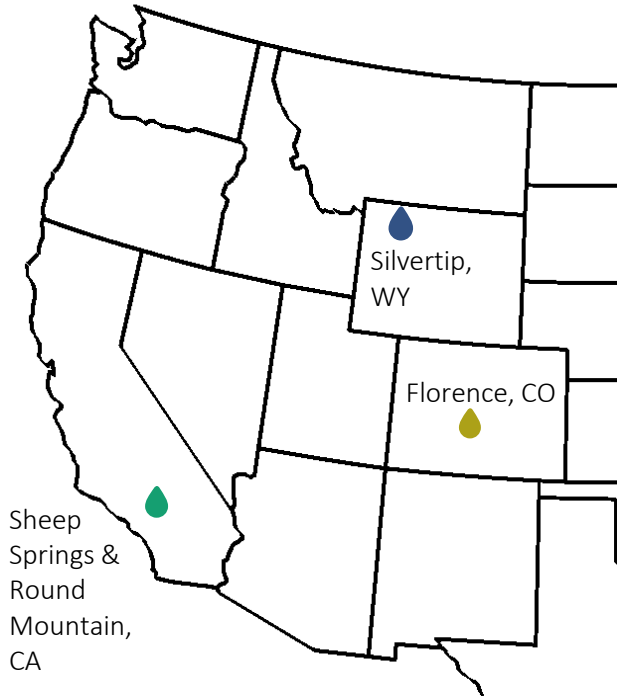 Silvertip,
WY
Florence, CO
Sheep
Springs &
Round
Mountain,
CA